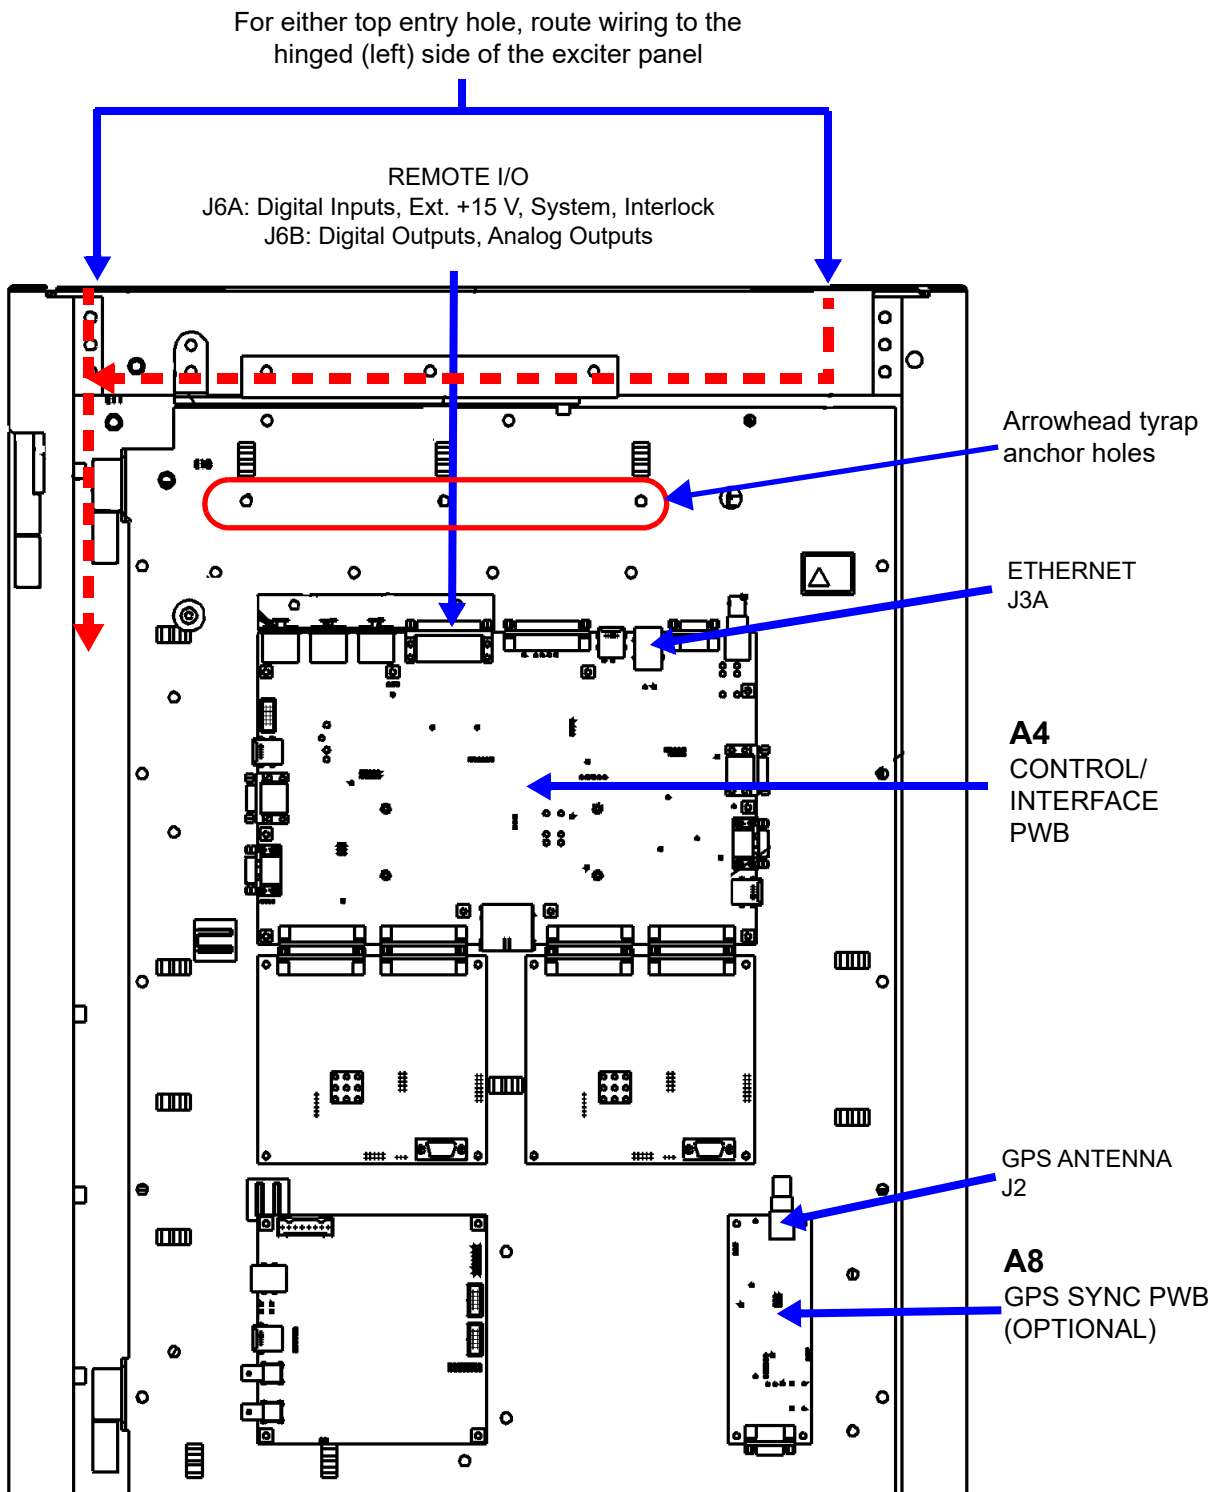 For either top entry hole, route wiring to the
hinged (left) side of the exciter panel
REMOTE I/O
J6A: Digital Inputs, Ext. +15 V, System, Interlock
J6B: Digital Outputs, Analog Outputs
Arrowhead tyrap
anchor holes
ETHERNET
J3A
A4
CONTROL/
INTERFACE
PWB
GPS ANTENNA
J2
A8
GPS SYNC PWB
(OPTIONAL)